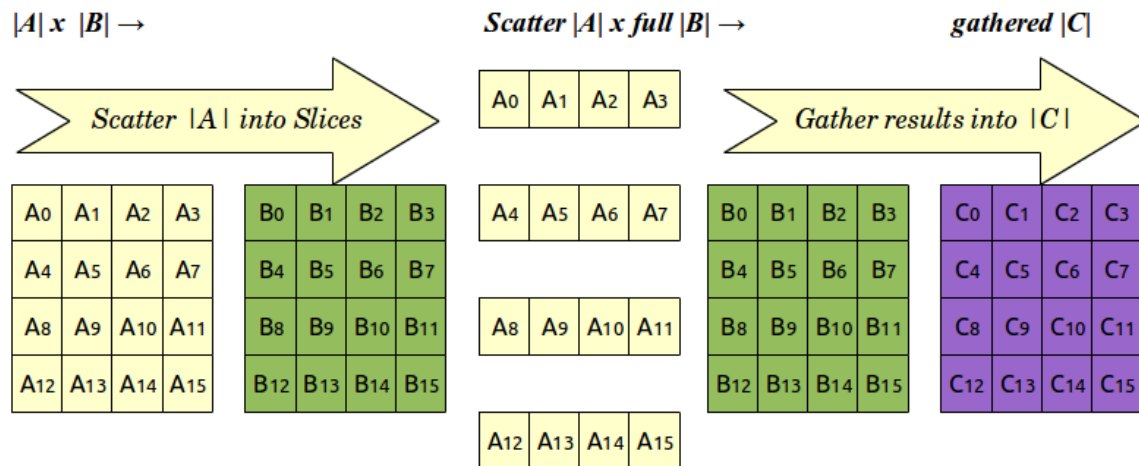 |A| x |B| →
Scatter |A| x full |B| →
gathered |C|
Scatter |A| into Slices
A0 A1 A2 A3
Gather results into |C|
A0 A1 A2 A3
A4 A5 A6 A7
A8 A9 A10 A11
A12 A13 A14 A15
B0 B1 B2 B3
B4 B5 B6 B7
B8 B9 B10 B11
B12 B13 B14 B15
A4 A5 A6 A7
A8 A9 A10 A11
A12 A13 A14 A15
B0 B1 B2 B3
B4 B5 B6 B7
B8 B9 B10 B11
B12 B13 B14 B15
C0 C1 C2 C3
C4 C5 C6 C7
C8 C9 C10 C11
C12 C13 C14 C15